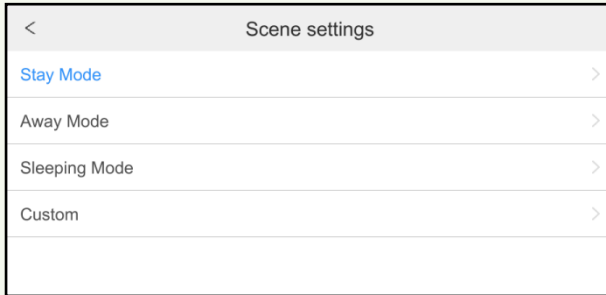 Scene settings
Stay Mode
Away Mode
Sleeping Mode
Custom